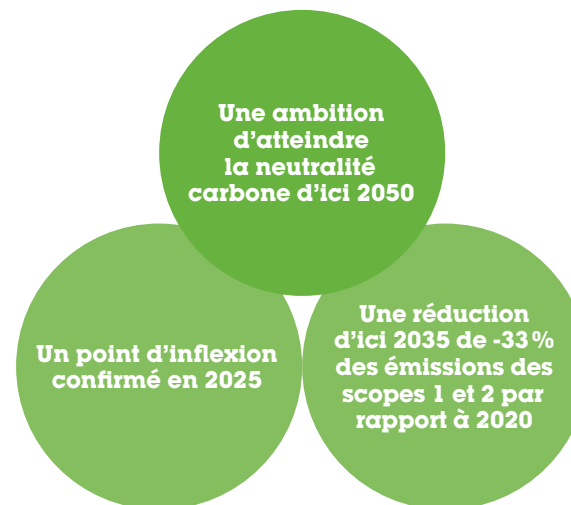 Une ambition
d’atteindre
la neutralité
carbone d’ici 2050
Un point d’inflexion
confirmé en 2025
Une réduction
d’ici 2035 de -33 %
des émissions des
scopes 1 et 2 par
rapport à 2020